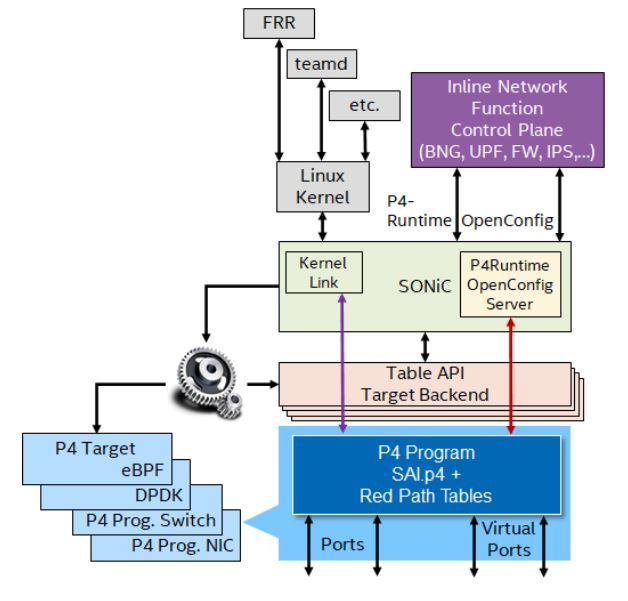 FRR
teamd
etc.
Linux
Kernel
Inline Network
Function
Control Plane
(BNG, UPF, FW, IPS,...)
P4-
Runtime
OpenConfig
Kernel
Link
SONiC
P4Runtime
OpenConfig
Server
Table API
Target Backend
P4 Target
eBPF
DPDK
P4 Prog. Switch
P4 Prog. NIC
P4 Program
SAI.p4 +
Red Path Tables
Ports
Virtual
Ports